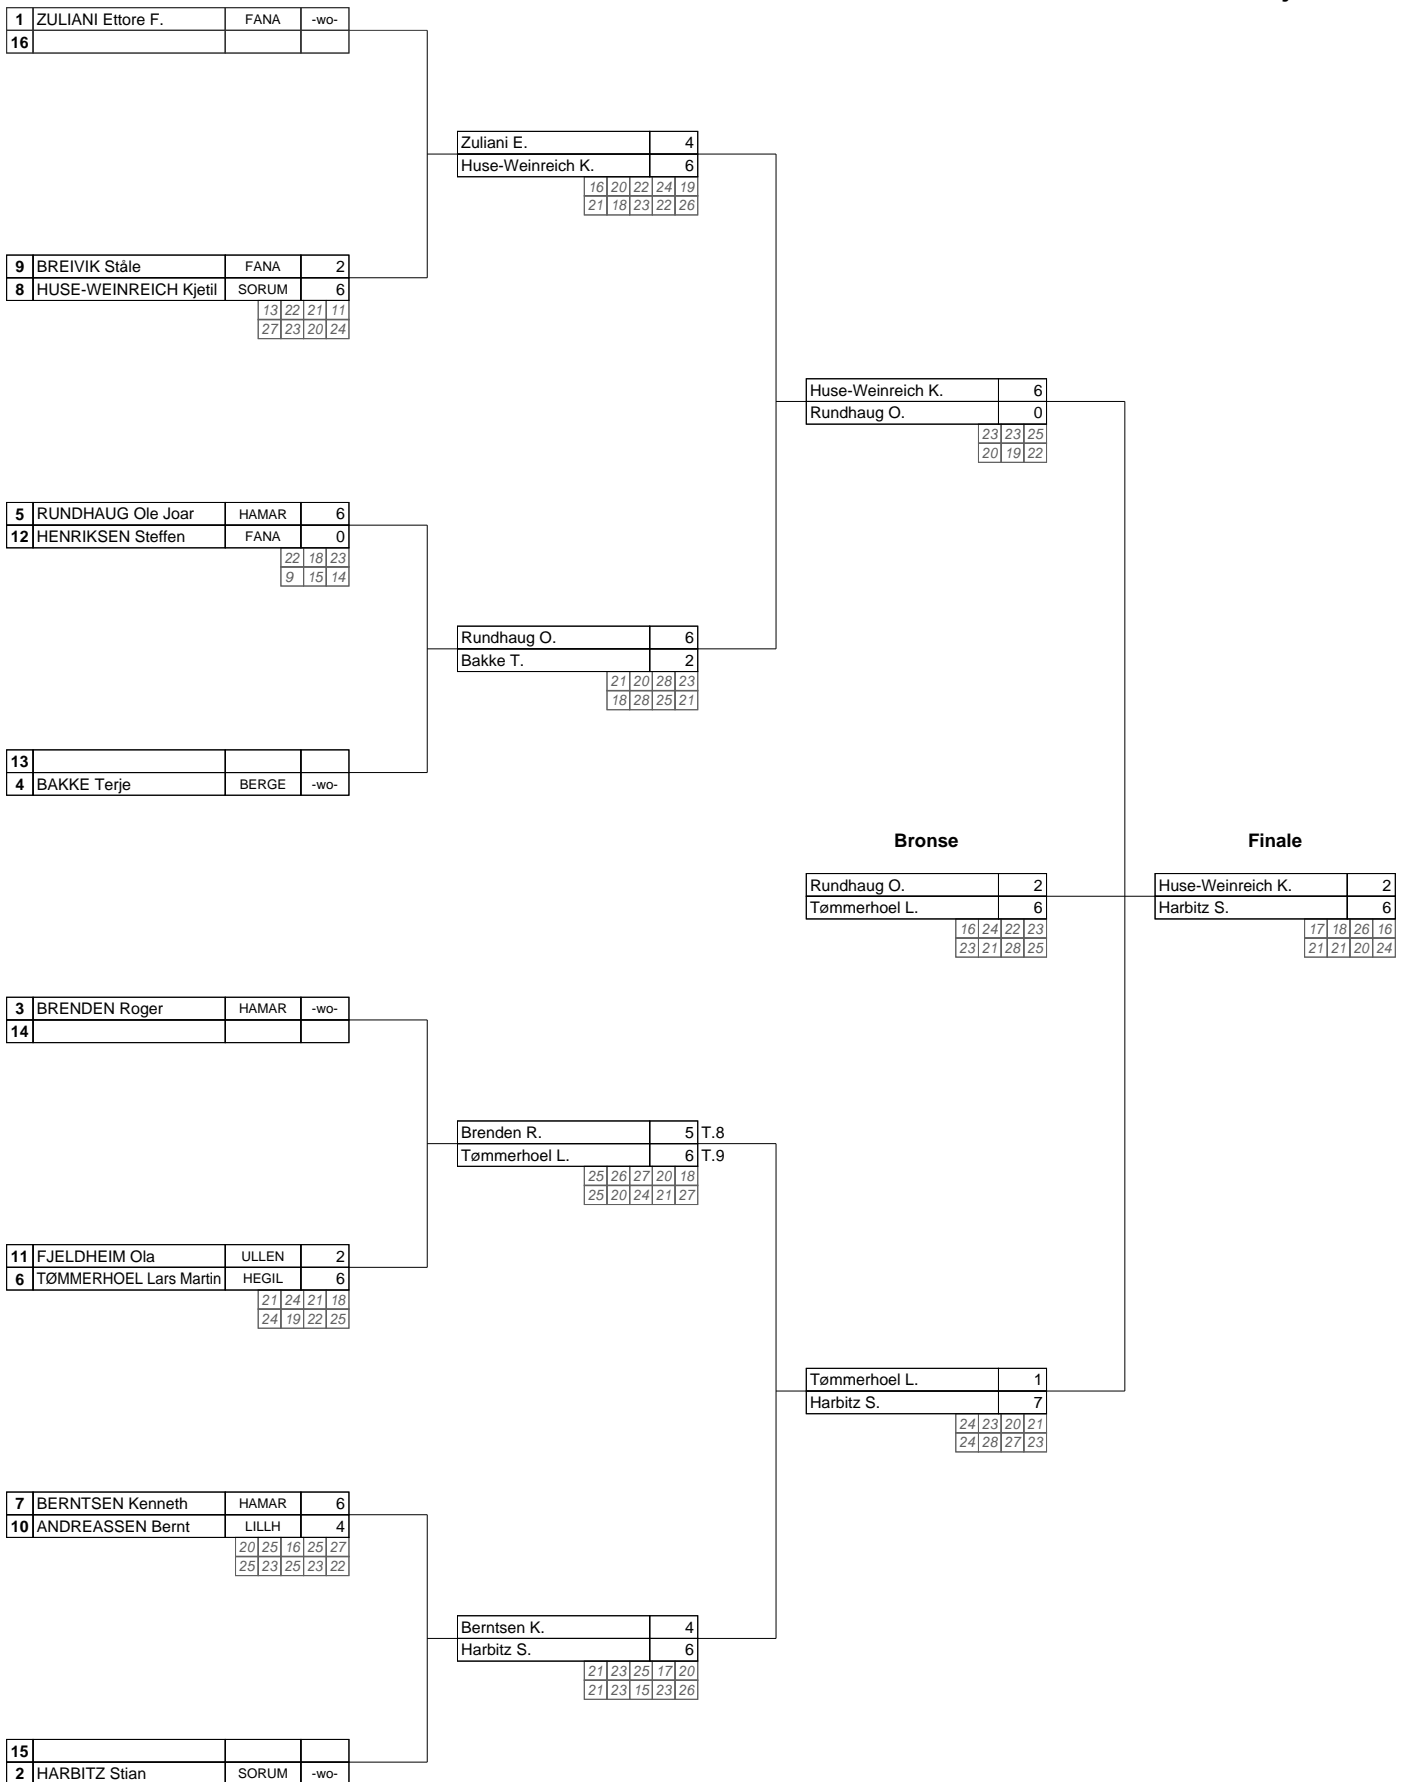 1 ZULIANI Ettore F. FANA -wo-
16
Zuliani E. 4
Huse-Weinreich K. 6
16 20 22 24 19
21 18 23 22 26
9 BREIVIK Ståle FANA 2
8 HUSE-WEINREICH Kjetil SORUM 6
13 22 21 11
27 23 20 24
Huse-Weinreich K. 6
Rundhaug O. 0
23 23 25
20 19 22
5 RUNDHAUG Ole Joar HAMAR 6
12 HENRIKSEN Steffen FANA 0
22 18 23
9 15 14
Rundhaug O. 6
Bakke T. 2
21 20 28 23
18 28 25 21
13
4 BAKKE Terje BERGE -wo-
Bronse Finale
Rundhaug O. 2 Huse-Weinreich K. 2
Tømmerhoel L. 6 Harbitz S. 6
16 24 22 23 17 18 26 16
23 21 28 25 21 21 20 24
3 BRENDEN Roger HAMAR -wo-
14
Brenden R. 5 T.8
Tømmerhoel L. 6 T.9
25 26 27 20 18
25 20 24 21 27
11 FJELDHEIM Ola ULLEN 2
6 TØMMERHOEL Lars Martin HEGIL 6
21 24 21 18
24 19 22 25
Tømmerhoel L. 1
Harbitz S. 7
24 23 20 21
24 28 27 23
7 BERNTSEN Kenneth HAMAR 6
10 ANDREASSEN Bernt LILLH 4
20 25 16 25 27
25 23 25 23 22
Berntsen K. 4
Harbitz S. 6
21 23 25 17 20
21 23 15 23 26
15
2 HARBITZ Stian SORUM -wo-